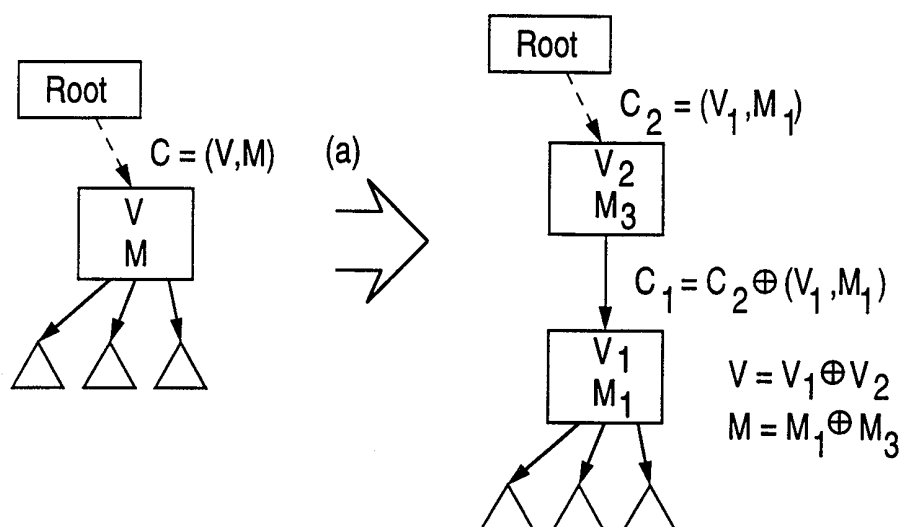 Root
C = (V,M)
V
M
(a)
Root
C₂ = (V₁,M₁)
V₂
M₃
C₁ = C₂ ⊕ (V₁,M₁)
V₁
M₁
V = V₁ ⊕ V₂
M = M₁ ⊕ M₃